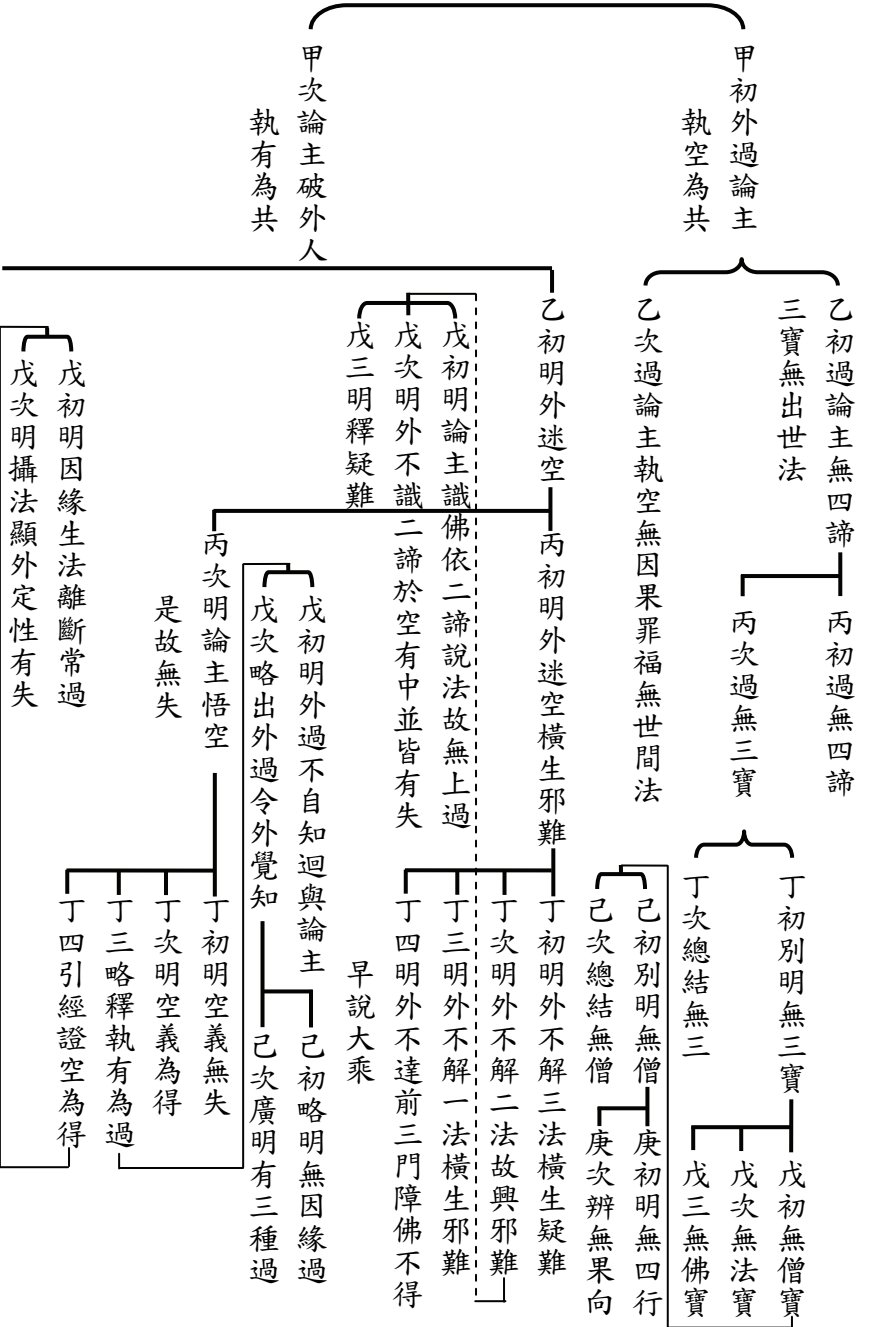 甲初外過論主
執空為共
乙初過論主無四諦
三寶無出世法
丙初過無四諦
丙次過無三寶
丁初別明無三寶
戊初無僧寶
己初別明無僧
庚初明無四行
庚次辨無果向
己次總結無僧
戊次無法寶
戊三無佛寶
丁次總結無三
乙次過論主執空無因果罪福無世間法
甲次論主破外人
執有為共
乙初明外迷空
丙初明外迷空橫生邪難
丁初明外不解三法橫生疑難
丁次明外不解二法故興邪難
戊初明論主識佛依二諦說法故無上過
戊次明外不識二諦於空有中並皆有失
戊三明釋疑難
丁三明外不解一法橫生邪難
丁四明外不達前三門障佛不得
早說大乘
丙次明論主悟空
是故無失
丁初明空義無失
丁次明空義為得
丁三略釋執有為過
戊初明外過不自知迴與論主
戊次略出外過令外覺知
己初略明無因緣過
己次廣明有三種過
丁四引經證空為得
戊初明因緣生法離斷常過
戊次明攝法顯外定性有失